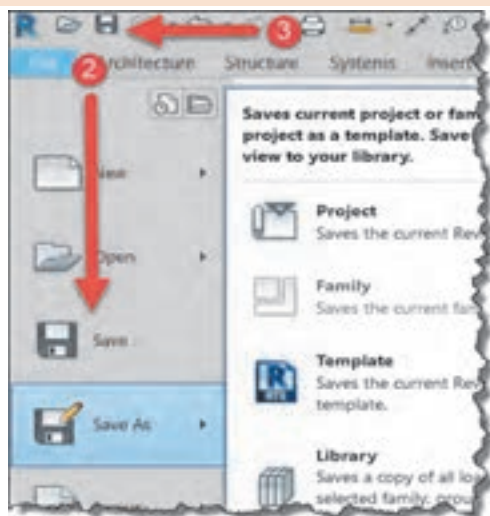 R
3
File
2
Architecture
Structure
Systems
Insert
Saves current project or fam
project as a template. Save
view to your library.
New
Project
Saves the current Rev
Open
Family
Saves the current fam
Save
Template
Saves the current Rev
template.
Save As
Library
Saves a copy of all lo
selected family, group